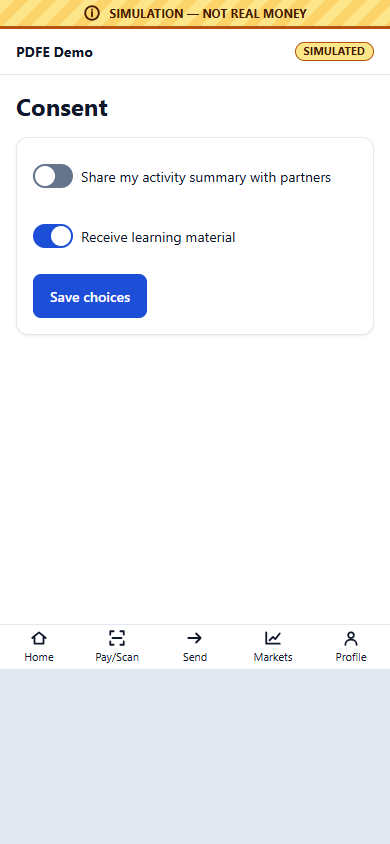 SIMULATION — NOT REAL MONEY
PDFE Demo
SIMULATED
Consent
Share my activity summary with partners
Receive learning material
Save choices
Home
Pay/Scan
Send
Markets
Profile